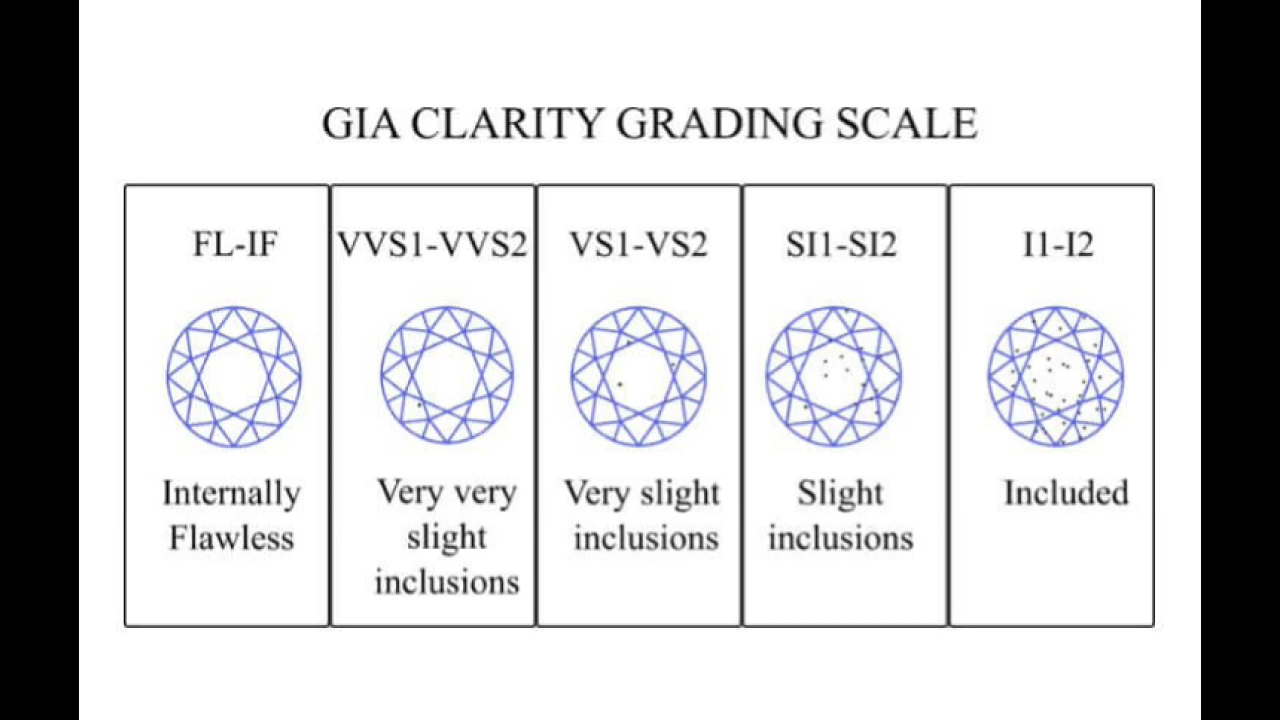 GIA CLARITY GRADING SCALE
FL-IF
Internally
Flawless
VVS1-VVS2
Very very
slight
inclusions
VS1-VS2
Very slight
inclusions
SI1-SI2
Slight
inclusions
I1-I2
Included